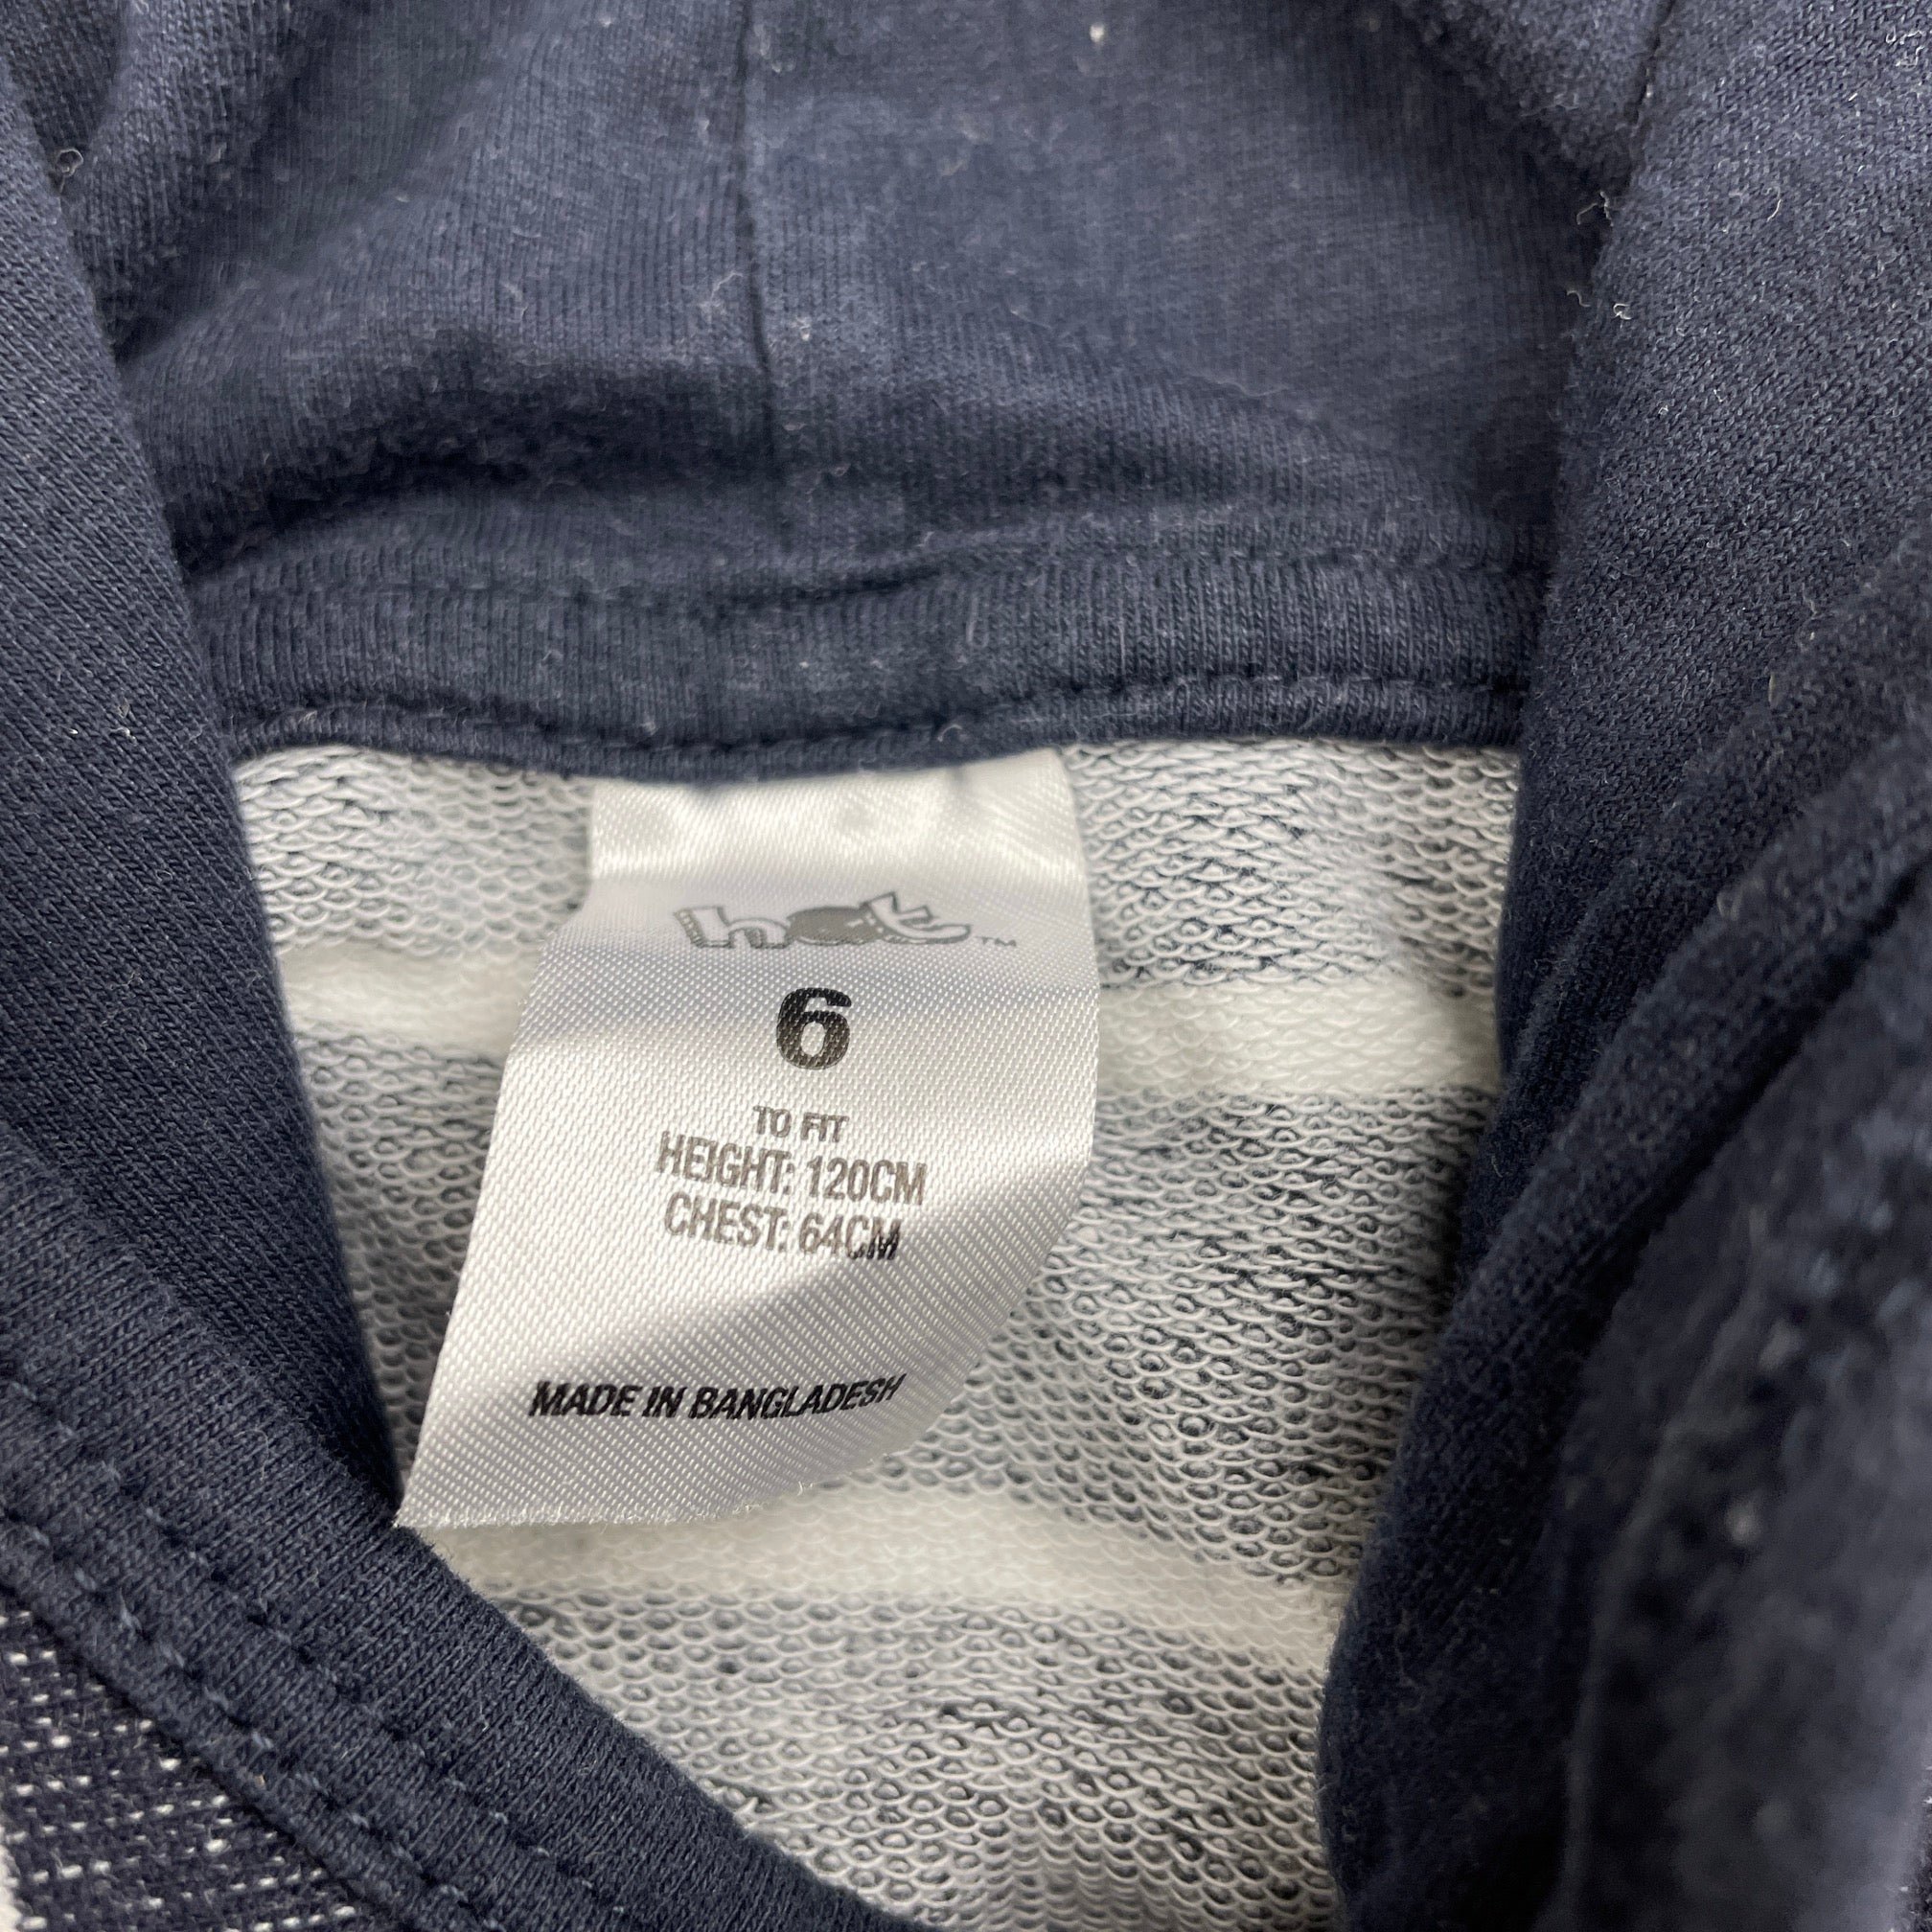 hot™
6
TO FIT
HEIGHT: 120CM
CHEST: 64CM
MADE IN BANGLADESH